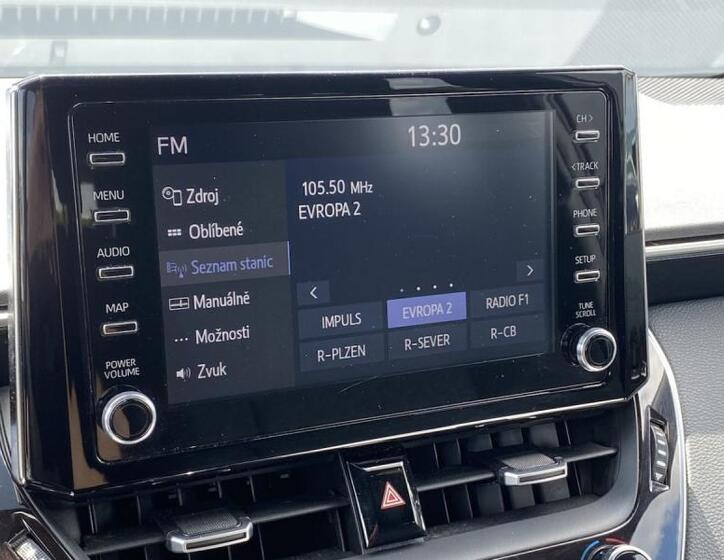 HOME
MENU
AUDIO
MAP
POWER
VOLUME
FM
13:30
Zdroj
Oblíbené
Seznam stanic
Manuálně
Možnosti
Zvuk
105.50 MHz
EVROPA 2
IMPULS
EVROPA 2
RADIO F1
R-PLZEN
R-SEVER
R-CB
CH >
< TRACK
PHONE
SETUP
TUNE
SCROLL